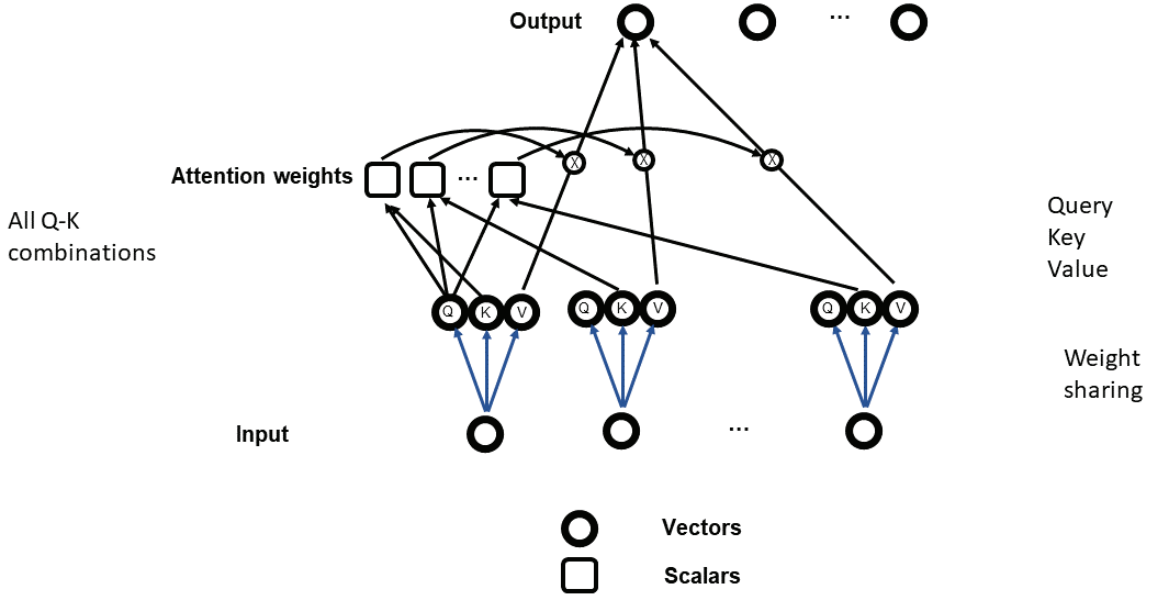 Output
...
Attention weights
...
X
X
X
All Q-K
combinations
Query
Key
Value
Q
K
V
Q
K
V
Q
K
V
Weight
sharing
Input
...
Vectors
Scalars